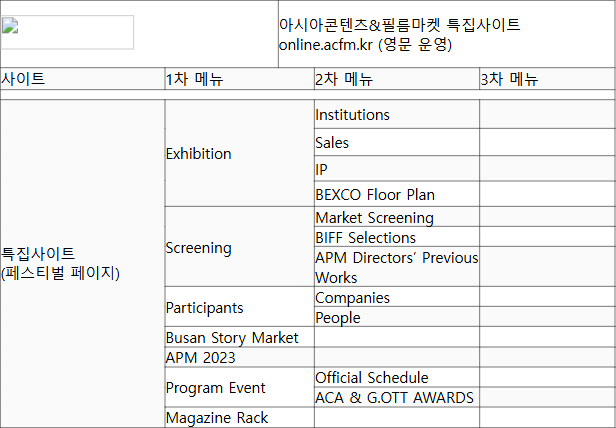 아시아콘텐츠&필름마켓 특집사이트
online.acfm.kr (영문 운영)
사이트 1차 메뉴 2차 메뉴 3차 메뉴
특집사이트
(페스티벌 페이지)
Exhibition
Institutions
Sales
IP
BEXCO Floor Plan
Screening
Market Screening
BIFF Selections
APM Directors’ Previous
Works
Participants
Companies
People
Busan Story Market
APM 2023
Program Event
Official Schedule
ACA & G.OTT AWARDS
Magazine Rack